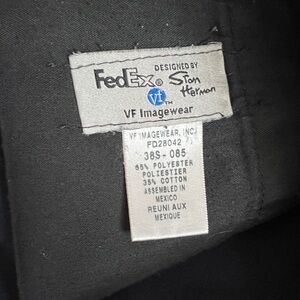 DESIGNED BY
FedEx® Stan
Herman
vf™
VF Imagewear
VF IMAGEWEAR, INC.
FD28042
38S - 085
65% POLYESTER
POLIESTIER
35% COTTON
ASSEMBLED IN
MEXICO
REUNI AUX
MEXIQUE